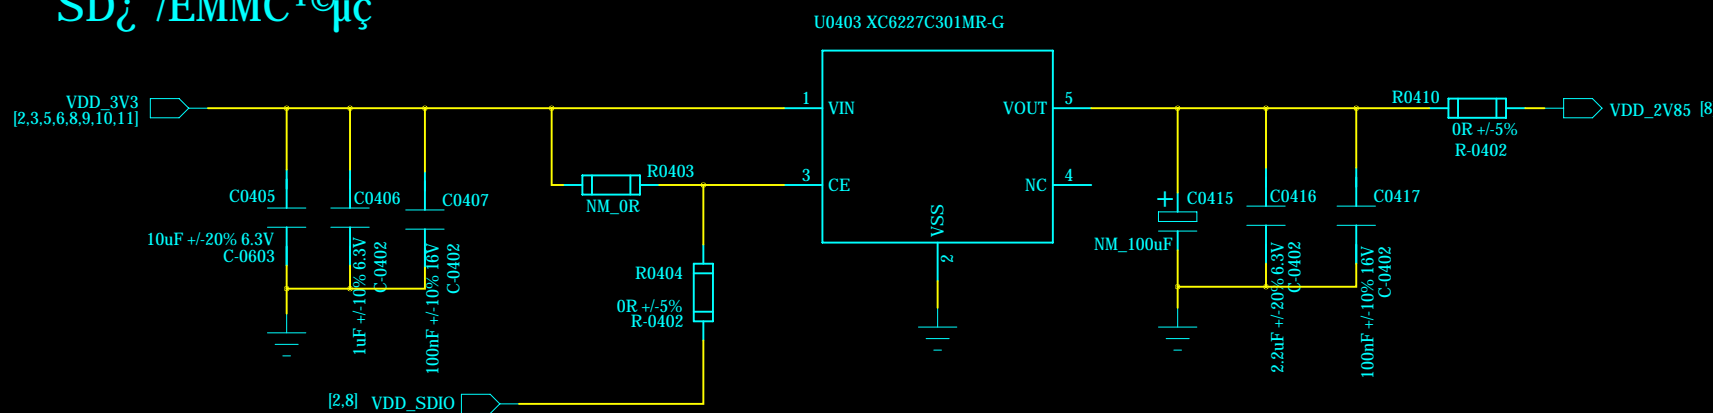 SD¿¨/EMMC¹©µç
U0403 XC6227C301MR-G
VDD_3V3
[2,3,5,6,8,9,10,11]
1
VIN
VOUT
5
R0410
VDD_2V85 [8
0R +/-5%
R-0402
R0403
3
CE
NC
4
NM_0R
C0405
C0406
C0407
10uF +/-20% 6.3V
C-0603
1uF +/-10% 6.3V
C-0402
100nF +/-10% 16V
C-0402
VSS
2
C0415
C0416
C0417
NM_100uF
2.2uF +/-20% 6.3V
C-0402
100nF +/-10% 16V
C-0402
R0404
0R +/-5%
R-0402
[2,8] VDD_SDIO